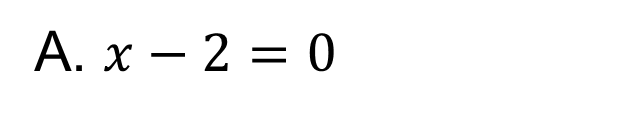 A. x − 2 = 0